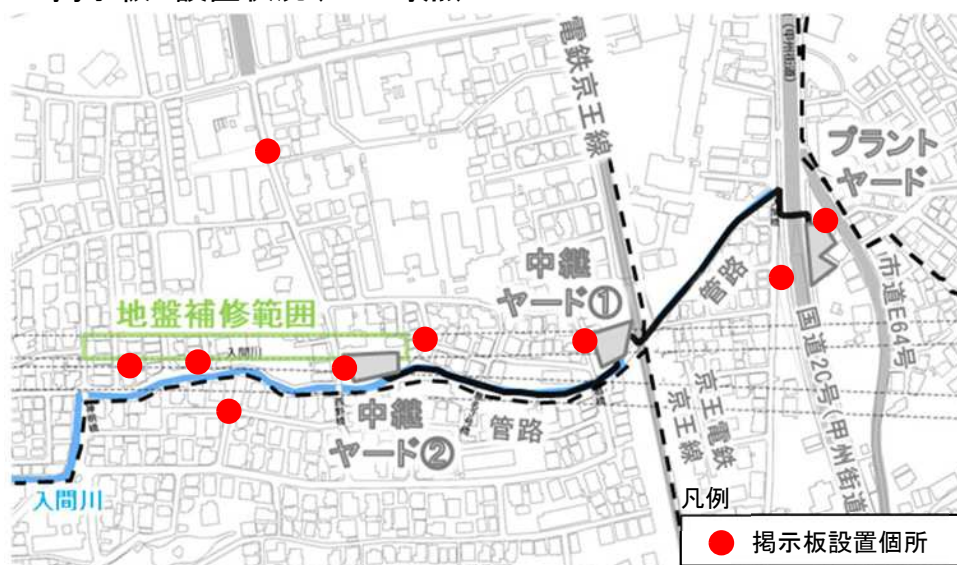 電鉄京王線
(甲州街道)
プラント
ヤード
中継
ヤード①
管路
市道E64号
地盤補修範囲
入間川
国道20号(甲州街道
京王電鉄
京王線
中継
ヤード②
管路
入間川
凡例
掲示板設置個所